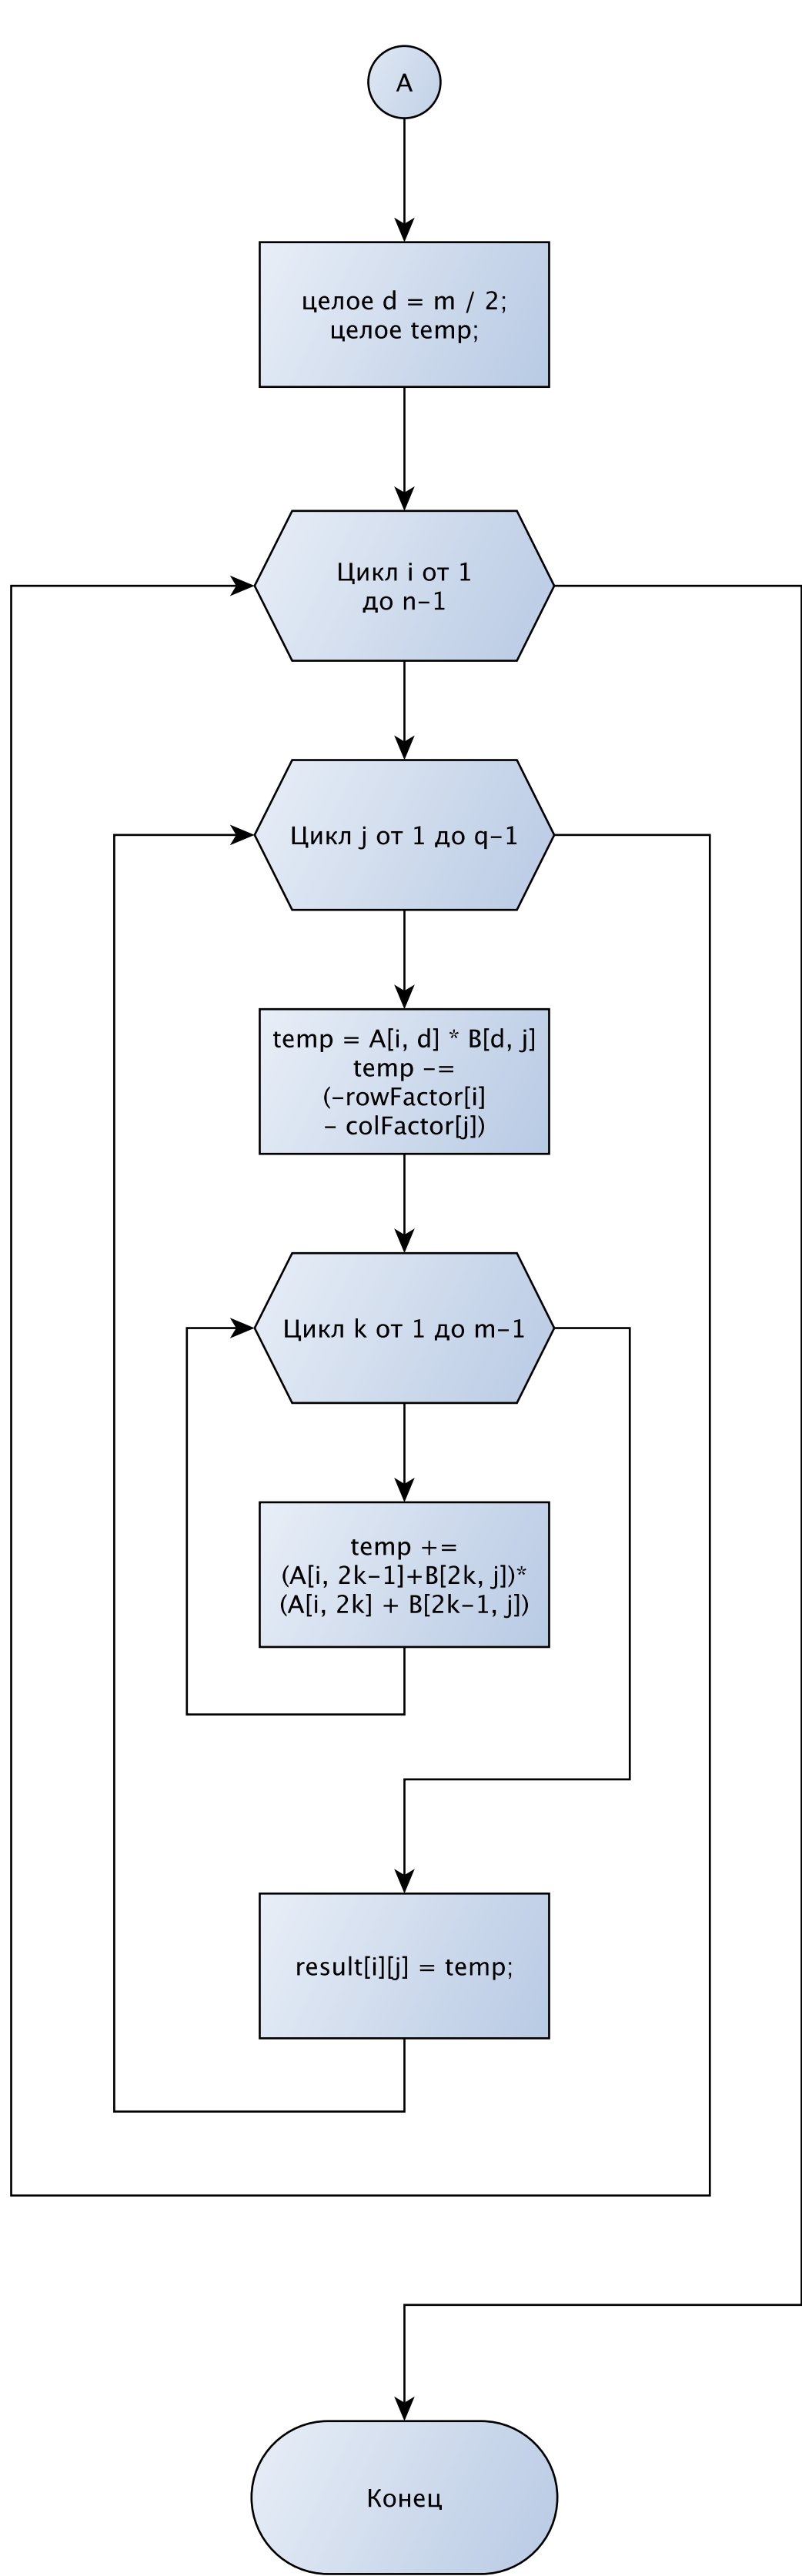 A
целое d = m / 2;
целое temp;
Цикл i от 1
до n-1
Цикл j от 1 до q-1
temp = A[i, d] * B[d, j]
temp -=
(-rowFactor[i]
- colFactor[j])
Цикл k от 1 до m-1
temp +=
(A[i, 2k-1]+B[2k, j])*
(A[i, 2k] + B[2k-1, j])
result[i][j] = temp;
Конец